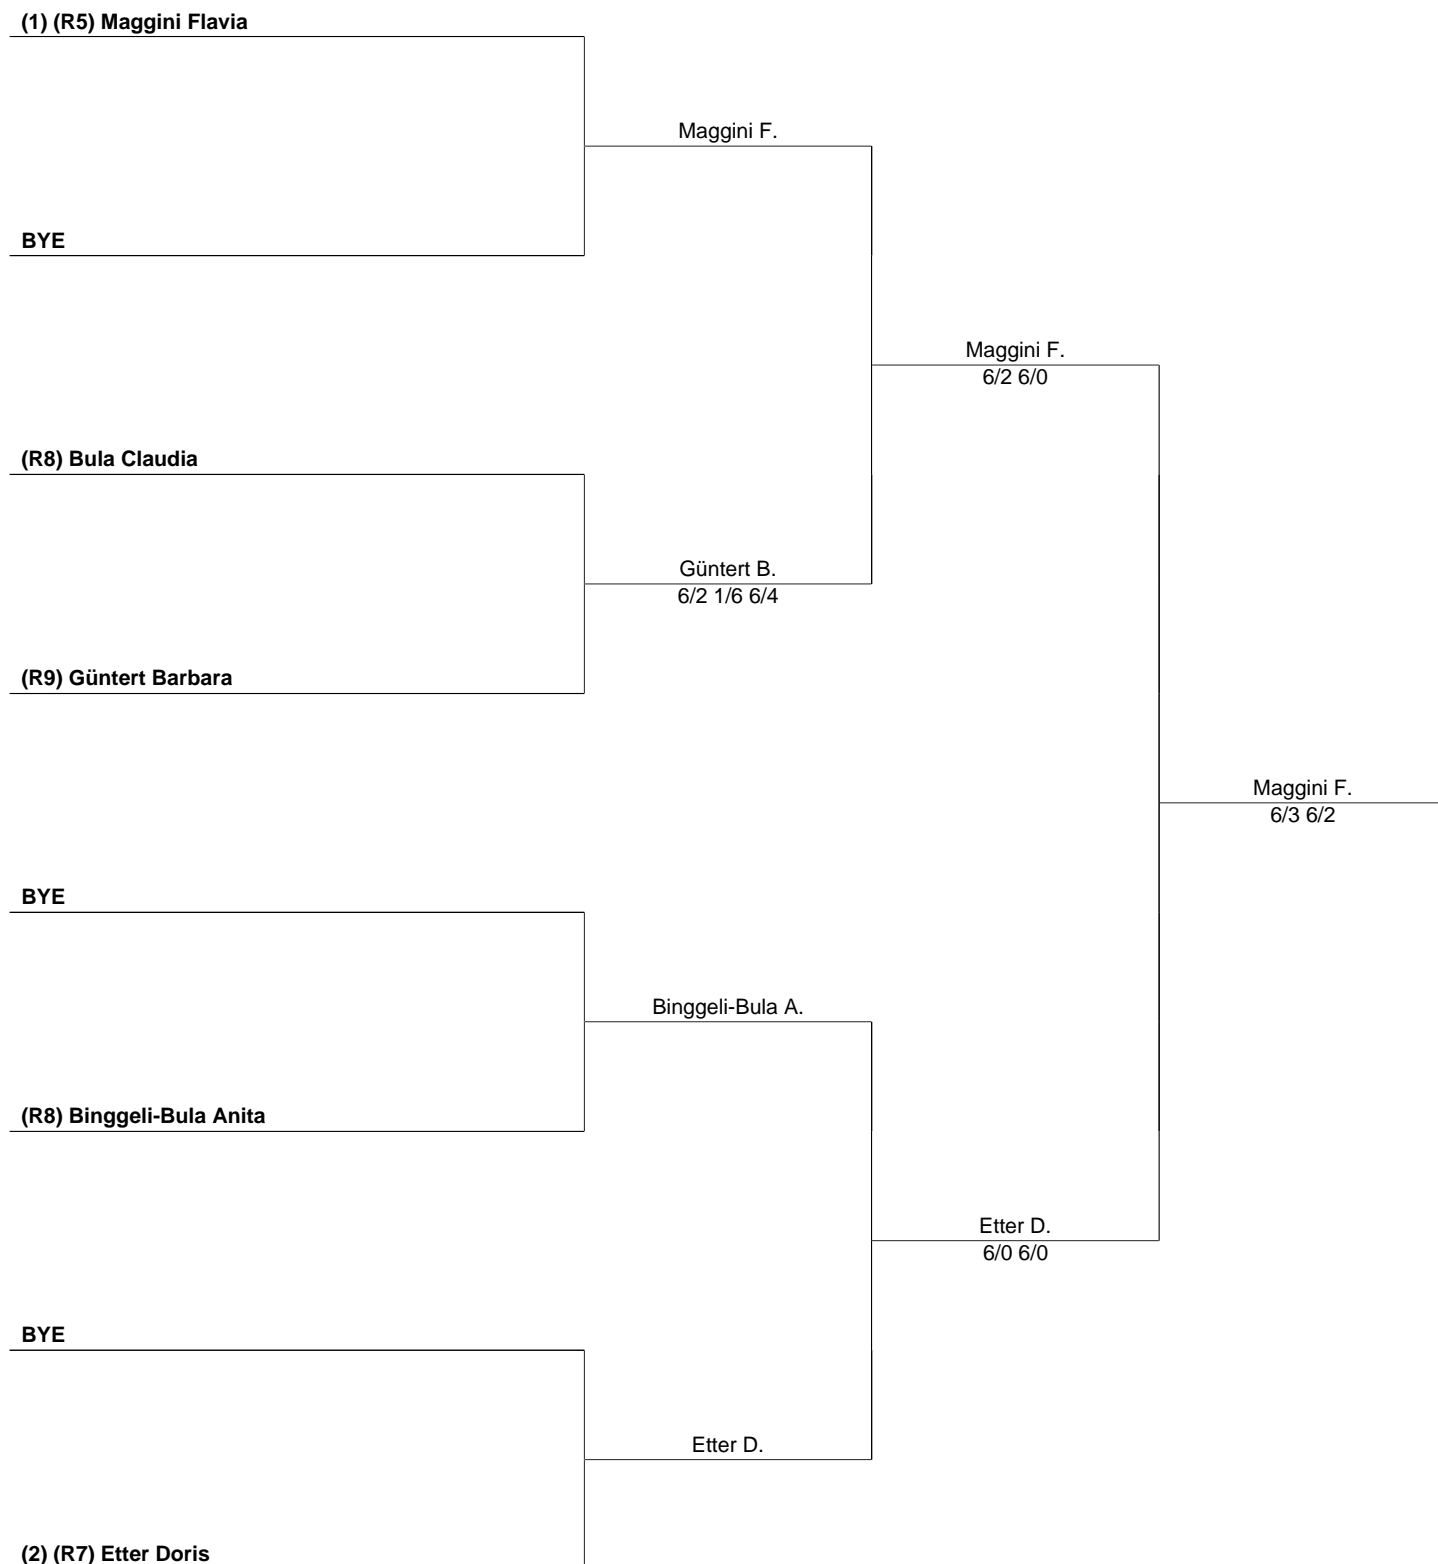 (1) (R5) Maggini Flavia
Maggini F.
BYE
Maggini F.
6/2 6/0
(R8) Bula Claudia
Güntert B.
6/2 1/6 6/4
(R9) Güntert Barbara
Maggini F.
6/3 6/2
BYE
Binggeli-Bula A.
(R8) Binggeli-Bula Anita
Etter D.
6/0 6/0
BYE
Etter D.
(2) (R7) Etter Doris